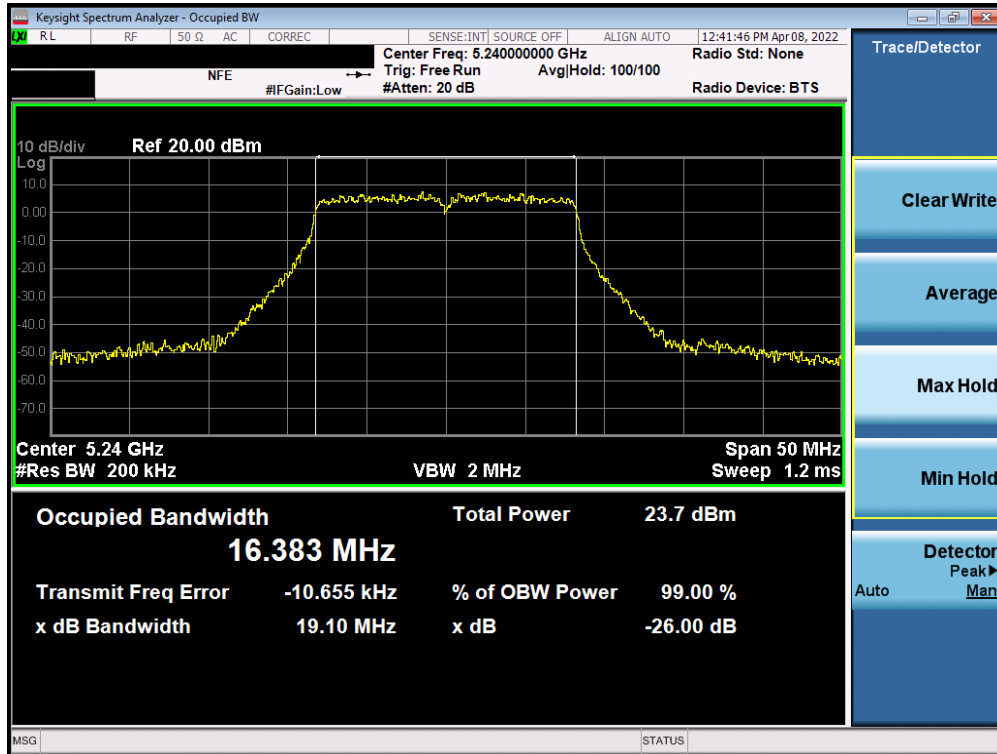 Keysight Spectrum Analyzer - Occupied BW
LXI RL RF 50 Ω AC CORREC SENSE:INT SOURCE OFF ALIGN AUTO 12:41:46 PM Apr 08, 2022
Center Freq: 5.240000000 GHz Radio Std: None
NFE Trig: Free Run Avg|Hold: 100/100
#IFGain:Low #Atten: 20 dB Radio Device: BTS
Trace/Detector
10 dB/div Ref 20.00 dBm
Log
10.0
0.00
-10.0
-20.0
-30.0
-40.0
-50.0
-60.0
-70.0
Center 5.24 GHz Span 50 MHz
#Res BW 200 kHz VBW 2 MHz Sweep 1.2 ms
Occupied Bandwidth Total Power 23.7 dBm
16.383 MHz
Transmit Freq Error -10.655 kHz % of OBW Power 99.00 %
x dB Bandwidth 19.10 MHz x dB -26.00 dB
Clear Write
Average
Max Hold
Min Hold
Detector
Peak▶
Auto Man
MSG STATUS